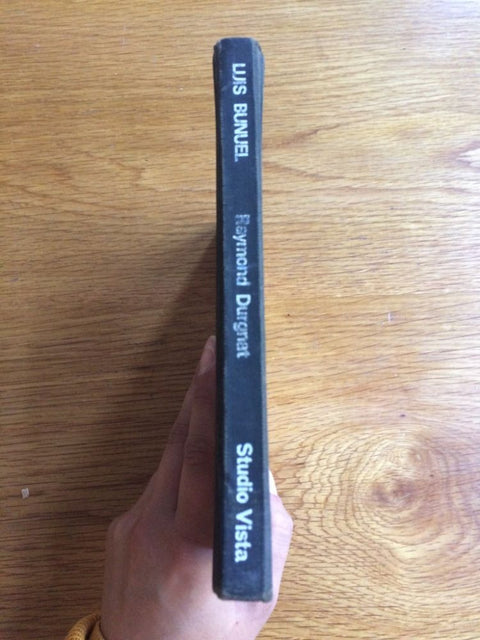 LUIS BUNUEL
Raymond Durgnat
Studio Vista